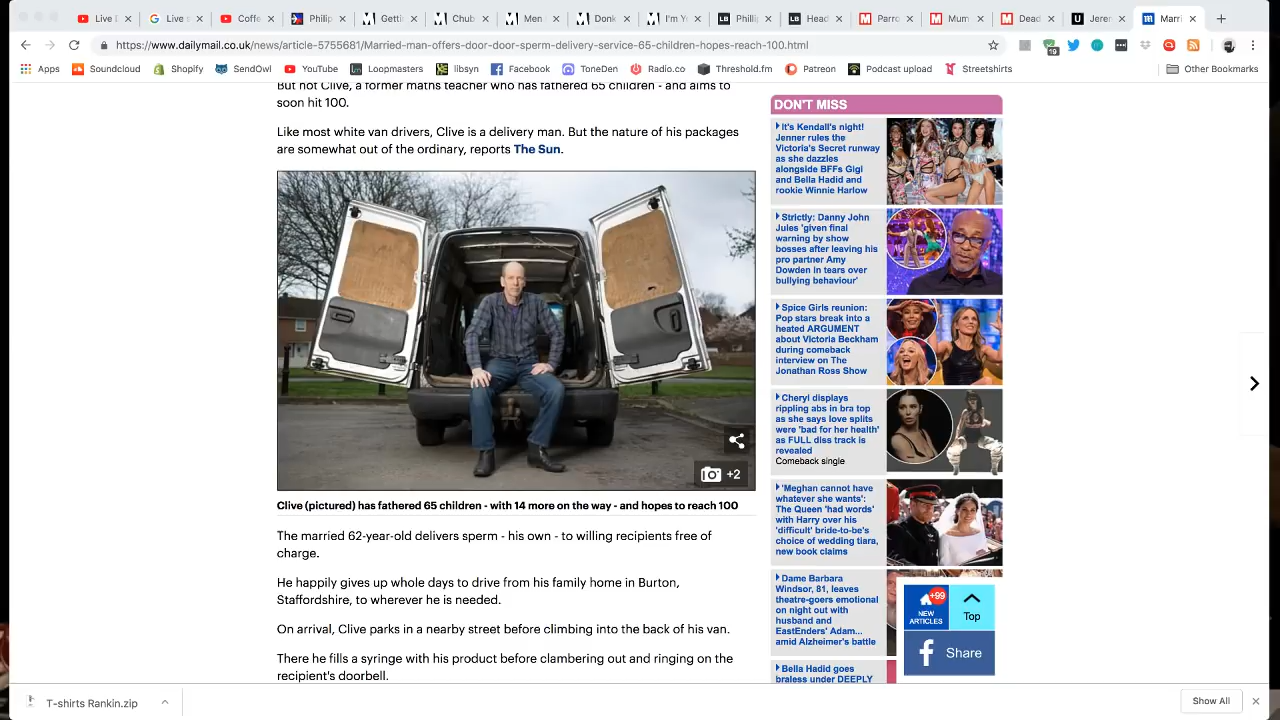 Live I
Live s
Coffe
Philip
Getti
Chub
Men
Donk
I'm Y
Philli
Head
Parro
Mum
Dead
Jerer
Marri
https://www.dailymail.co.uk/news/article-5755681/Married-man-offers-door-door-sperm-delivery-service-65-children-hopes-reach-100.html
19
Apps
Soundcloud
Shopify
SendOwl
YouTube
Loopmasters
libsyn
Facebook
ToneDen
Radio.co
Threshold.fm
Patreon
Podcast upload
Streetshirts
Other Bookmarks
But not Clive, a former maths teacher who has fathered 65 children - and aims to
soon hit 100.
Like most white van drivers, Clive is a delivery man. But the nature of his packages
are somewhat out of the ordinary, reports The Sun.
+2
Clive (pictured) has fathered 65 children - with 14 more on the way - and hopes to reach 100
The married 62-year-old delivers sperm - his own - to willing recipients free of
charge.
He happily gives up whole days to drive from his family home in Burton,
Staffordshire, to wherever he is needed.
On arrival, Clive parks in a nearby street before climbing into the back of his van.
There he fills a syringe with his product before clambering out and ringing on the
recipient's doorbell.
DON'T MISS
It's Kendall's night!
Jenner rules the
Victoria's Secret runway
as she dazzles
alongside BFFs Gigi
and Bella Hadid and
rookie Winnie Harlow
Strictly: Danny John
Jules 'given final
warning by show
bosses after leaving his
pro partner Amy
Dowden in tears over
bullying behaviour'
Spice Girls reunion:
Pop stars break into a
heated ARGUMENT
about Victoria Beckham
during comeback
interview on The
Jonathan Ross Show
Cheryl displays
rippling abs in bra top
as she says love splits
were 'bad for her health'
as FULL diss track is
revealed
Comeback single
'Meghan cannot have
whatever she wants':
The Queen 'had words'
with Harry over his
'difficult' bride-to-be's
choice of wedding tiara,
new book claims
Dame Barbara
Windsor, 81, leaves
theatre-goers emotional
on night out with
husband and
EastEnders' Adam...
amid Alzheimer's battle
Bella Hadid goes
braless under DEEPLY
+99
NEW
ARTICLES
Top
Share
T-shirts Rankin.zip
Show All